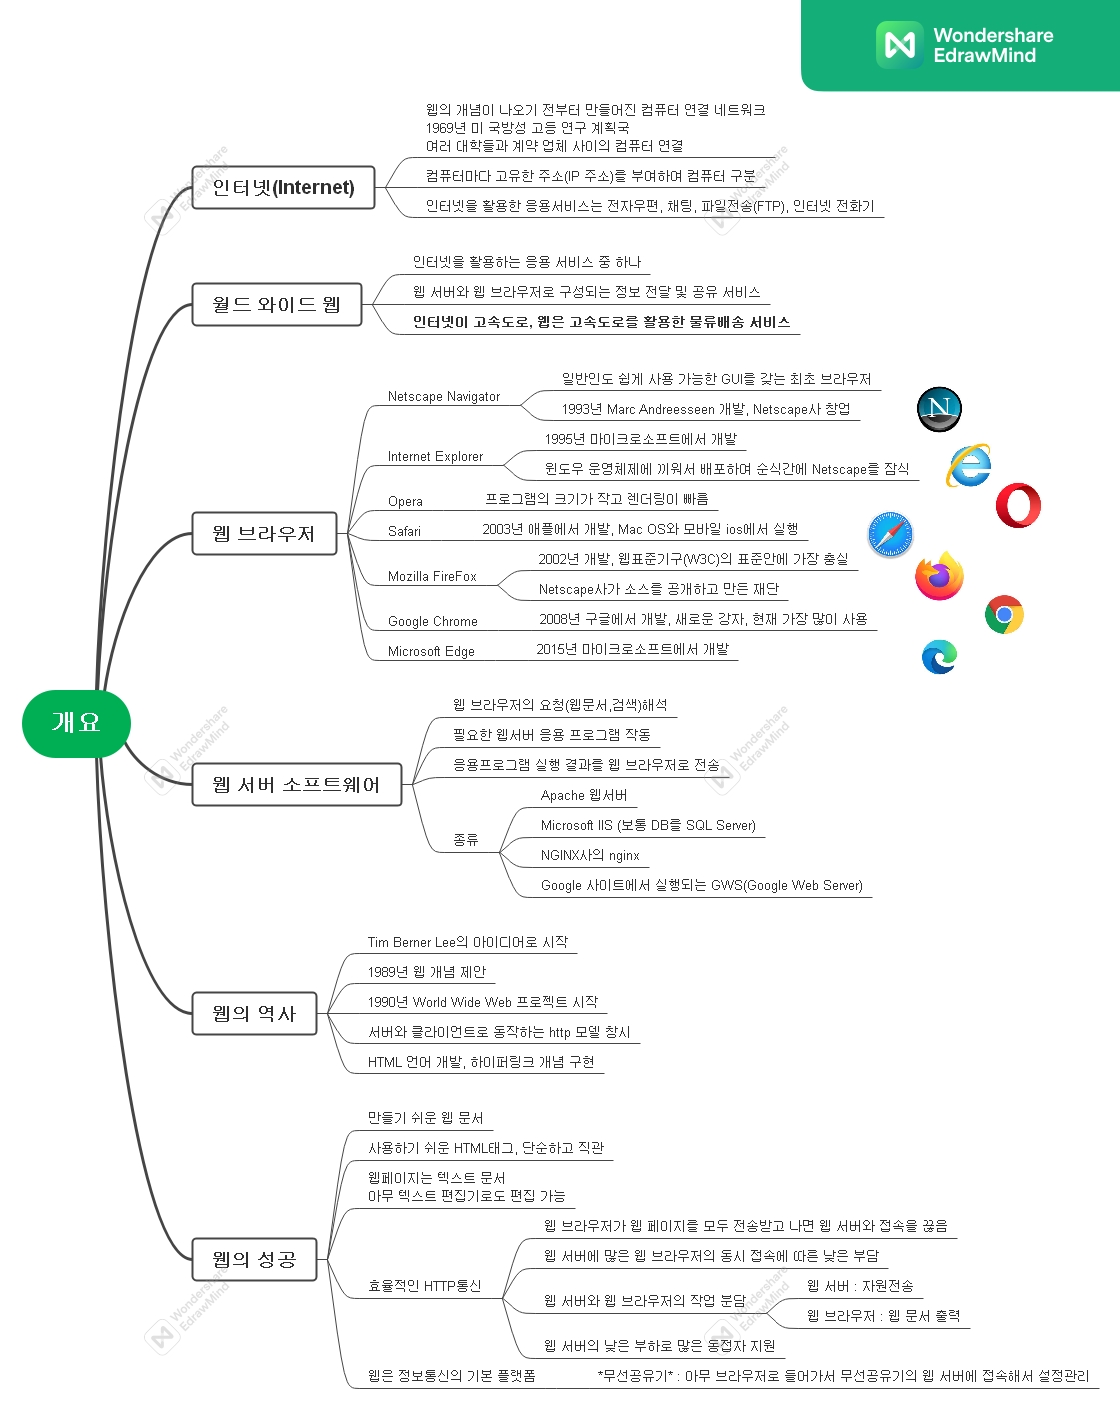 Wondershare
EdrawMind
웹의 개념이 나오기 전부터 만들어진 컴퓨터 연결 네트워크
1969년 미 국방성 고등 연구 계획국
여러 대학들과 계약 업체 사이의 컴퓨터 연결
인터넷(Internet)
컴퓨터마다 고유한 주소(IP 주소)를 부여하여 컴퓨터 구분
인터넷을 활용한 응용서비스는 전자우편, 채팅, 파일전송(FTP), 인터넷 전화기
인터넷을 활용하는 응용 서비스 중 하나
월드 와이드 웹
웹 서버와 웹 브라우저로 구성되는 정보 전달 및 공유 서비스
인터넷이 고속도로, 웹은 고속도로를 활용한 물류배송 서비스
웹 브라우저
Netscape Navigator
일반인도 쉽게 사용 가능한 GUI를 갖는 최초 브라우저
1993년 Marc Andreesseen 개발, Netscape사 창업
Internet Explorer
1995년 마이크로소프트에서 개발
윈도우 운영체제에 끼워서 배포하여 순식간에 Netscape를 잠식
Opera
프로그램의 크기가 작고 렌더링이 빠름
Safari
2003년 애플에서 개발, Mac OS와 모바일 ios에서 실행
Mozilla FireFox
2002년 개발, 웹표준기구(W3C)의 표준안에 가장 충실
Netscape사가 소스를 공개하고 만든 재단
Google Chrome
2008년 구글에서 개발, 새로운 강자, 현재 가장 많이 사용
Microsoft Edge
2015년 마이크로소프트에서 개발
개요
웹 서버 소프트웨어
웹 브라우저의 요청(웹문서,검색)해석
필요한 웹서버 응용 프로그램 작동
응용프로그램 실행 결과를 웹 브라우저로 전송
종류
Apache 웹서버
Microsoft IIS (보통 DB를 SQL Server)
NGINX사의 nginx
Google 사이트에서 실행되는 GWS(Google Web Server)
웹의 역사
Tim Berner Lee의 아이디어로 시작
1989년 웹 개념 제안
1990년 World Wide Web 프로젝트 시작
서버와 클라이언트로 동작하는 http 모델 창시
HTML 언어 개발, 하이퍼링크 개념 구현
웹의 성공
만들기 쉬운 웹 문서
사용하기 쉬운 HTML태그, 단순하고 직관
웹페이지는 텍스트 문서
아무 텍스트 편집기로도 편집 가능
효율적인 HTTP통신
웹 브라우저가 웹 페이지를 모두 전송받고 나면 웹 서버와 접속을 끊음
웹 서버에 많은 웹 브라우저의 동시 접속에 따른 낮은 부담
웹 서버와 웹 브라우저의 작업 분담
웹 서버 : 자원전송
웹 브라우저 : 웹 문서 출력
웹 서버의 낮은 부하로 많은 동접자 지원
웹은 정보통신의 기본 플랫폼
*무선공유기* : 아무 브라우저로 들어가서 무선공유기의 웹 서버에 접속해서 설정관리
Wondershare
EdrawMind
Wondershare
EdrawMind
Wondershare
EdrawMind
Wondershare
EdrawMind
Wondershare
EdrawMind
Wondershare
EdrawMind